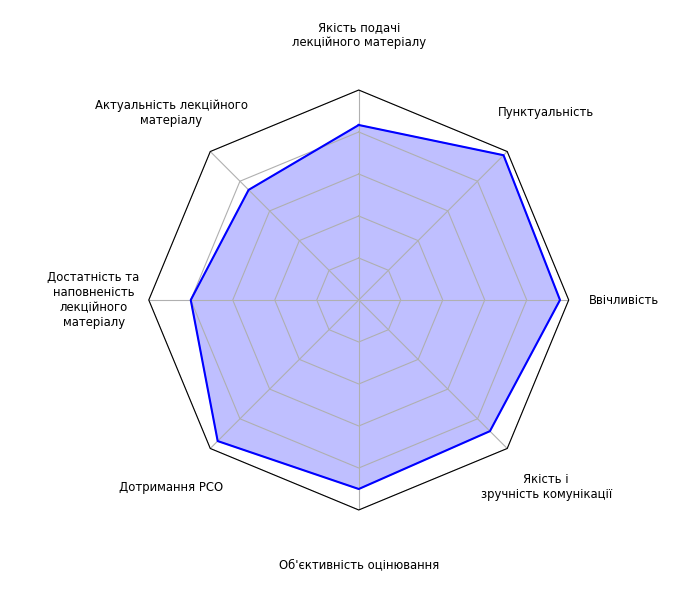 Якість подачі
лекційного матеріалу
Пунктуальність
Актуальність лекційного
матеріалу
Достатність та
наповненість
лекційного
матеріалу
Ввічливість
Дотримання РСО
Якість і
зручність комунікації
Об'єктивність оцінювання